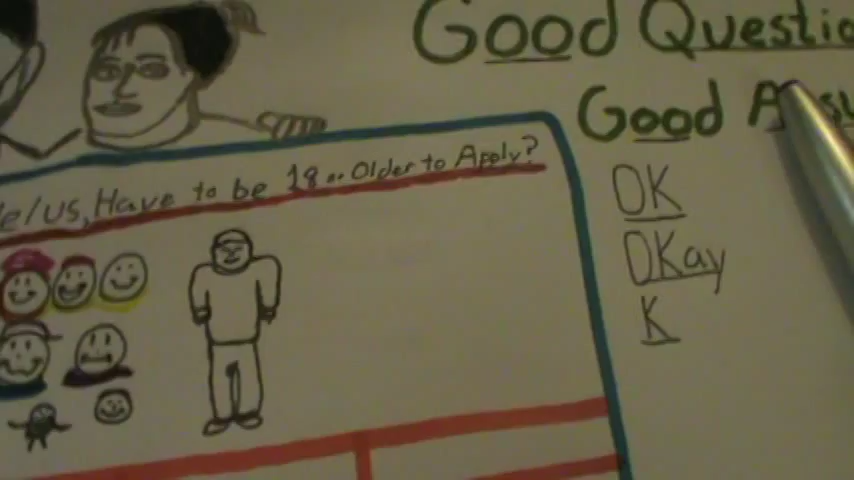 Good Questio
Good A
e/us, Have to be 18 or Older to Apply?
OK
OKay
K